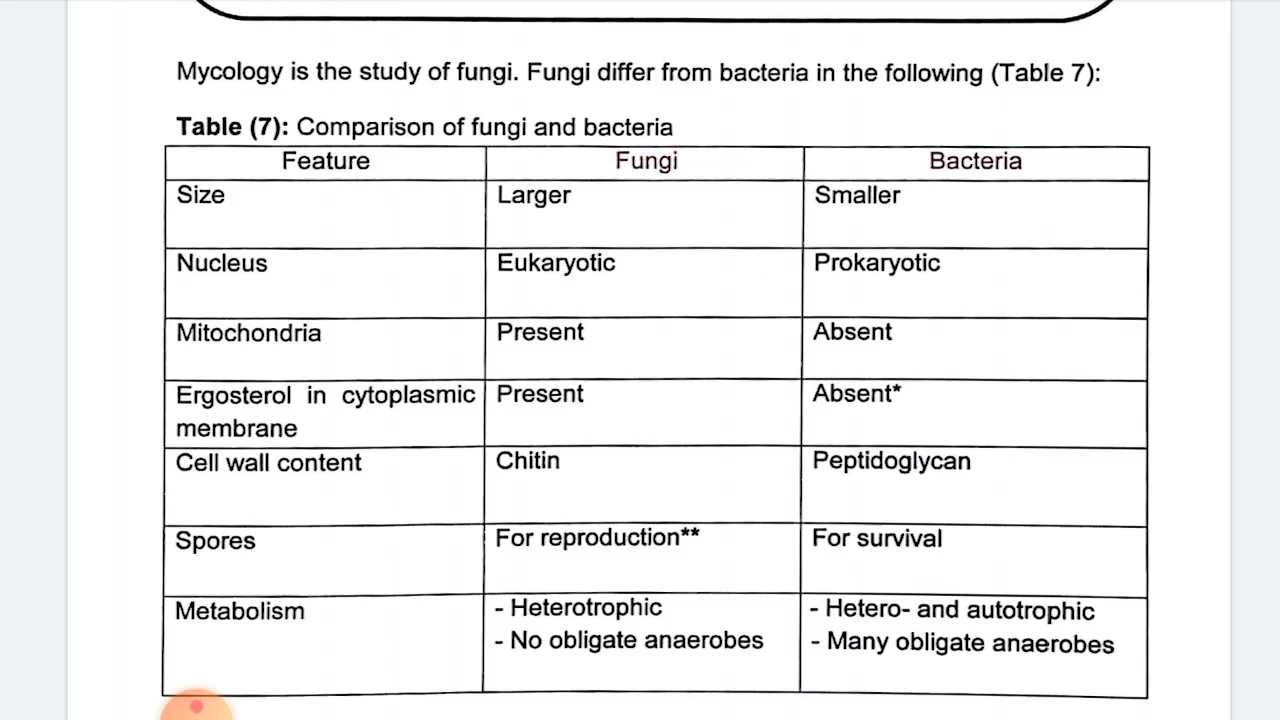 Mycology is the study of fungi. Fungi differ from bacteria in the following (Table 7):
Table (7): Comparison of fungi and bacteria
Feature Fungi Bacteria
Size Larger Smaller
Nucleus Eukaryotic Prokaryotic
Mitochondria Present Absent
Ergosterol in cytoplasmic Present Absent*
membrane
Cell wall content Chitin Peptidoglycan
Spores For reproduction** For survival
Metabolism - Heterotrophic - Hetero- and autotrophic
- No obligate anaerobes - Many obligate anaerobes